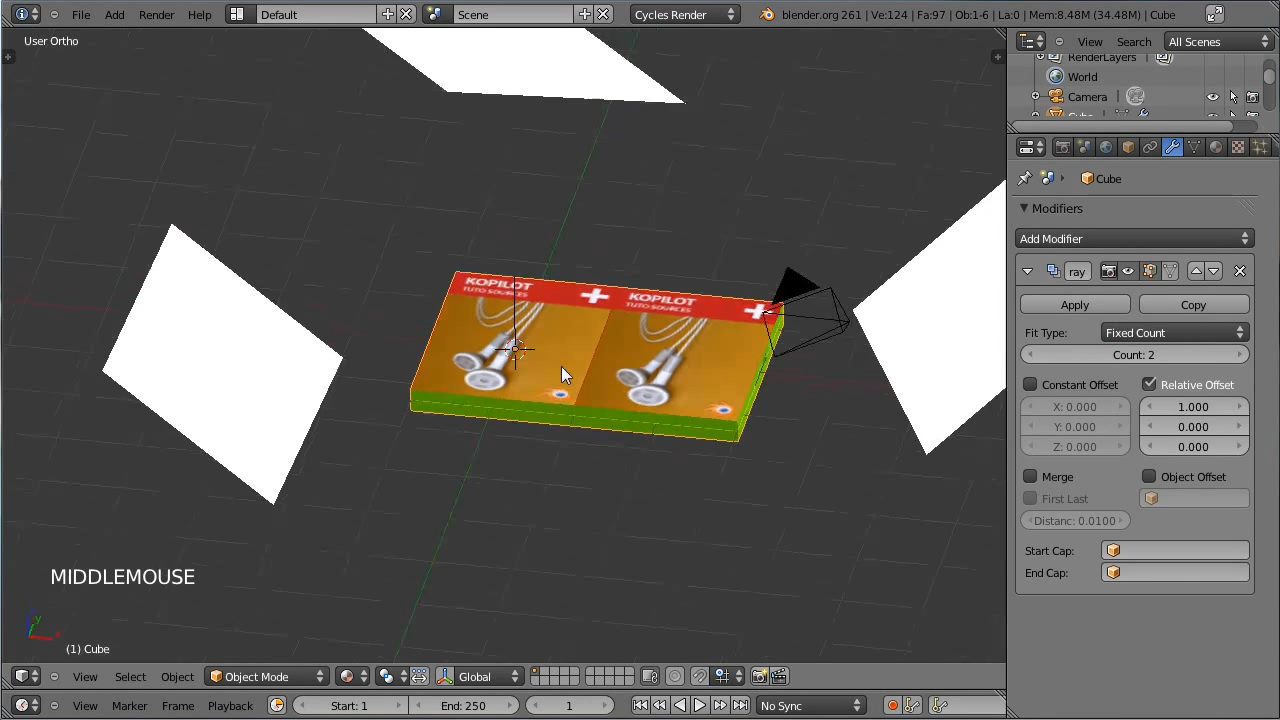 File Add Render Help Default Scene Cycles Render blender.org 261 | Ve:124 | Fa:97 | Ob:1-6 | La:0 | Mem:8.48M (34.48M) | Cube
User Ortho
View Search All Scenes
RenderLayers
World
Camera
Cube
Modifiers
Add Modifier
ray
Apply Copy
Fit Type: Fixed Count
Count: 2
Constant Offset Relative Offset
X: 0.000 1.000
Y: 0.000 0.000
Z: 0.000 0.000
Merge Object Offset
First Last
Distanc: 0.0100
Start Cap:
End Cap:
KOPILOT
TUTO SOURCES
KOPILOT
TUTO SOURCES
MIDDLEMOUSE
y
x
(1) Cube
View Select Object Object Mode Global
View Marker Frame Playback Start: 1 End: 250 1 No Sync